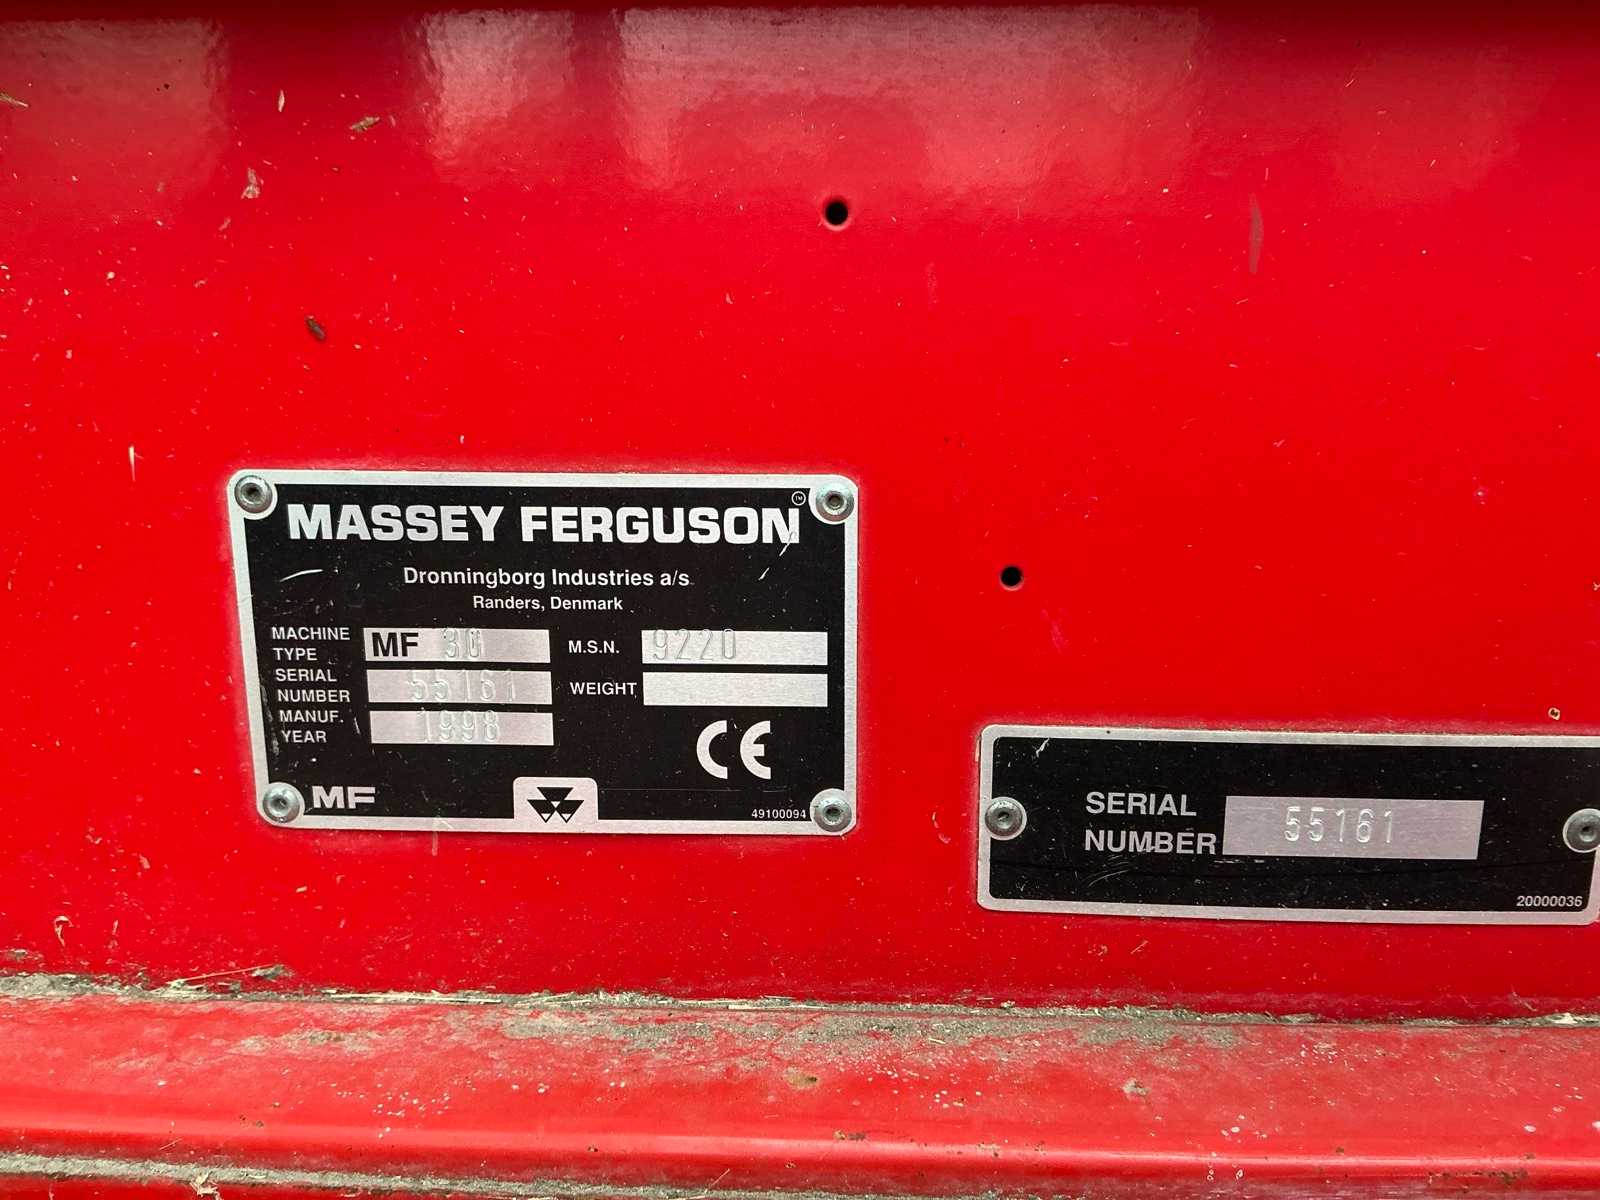 MASSEY FERGUSON
TM
Dronningborg Industries a/s
Randers, Denmark
MACHINE TYPE MF 30 M.S.N. 9220
SERIAL NUMBER 55161 WEIGHT
MANUF. YEAR 1998
CE
MF
49100094
SERIAL NUMBER 55161
20000036